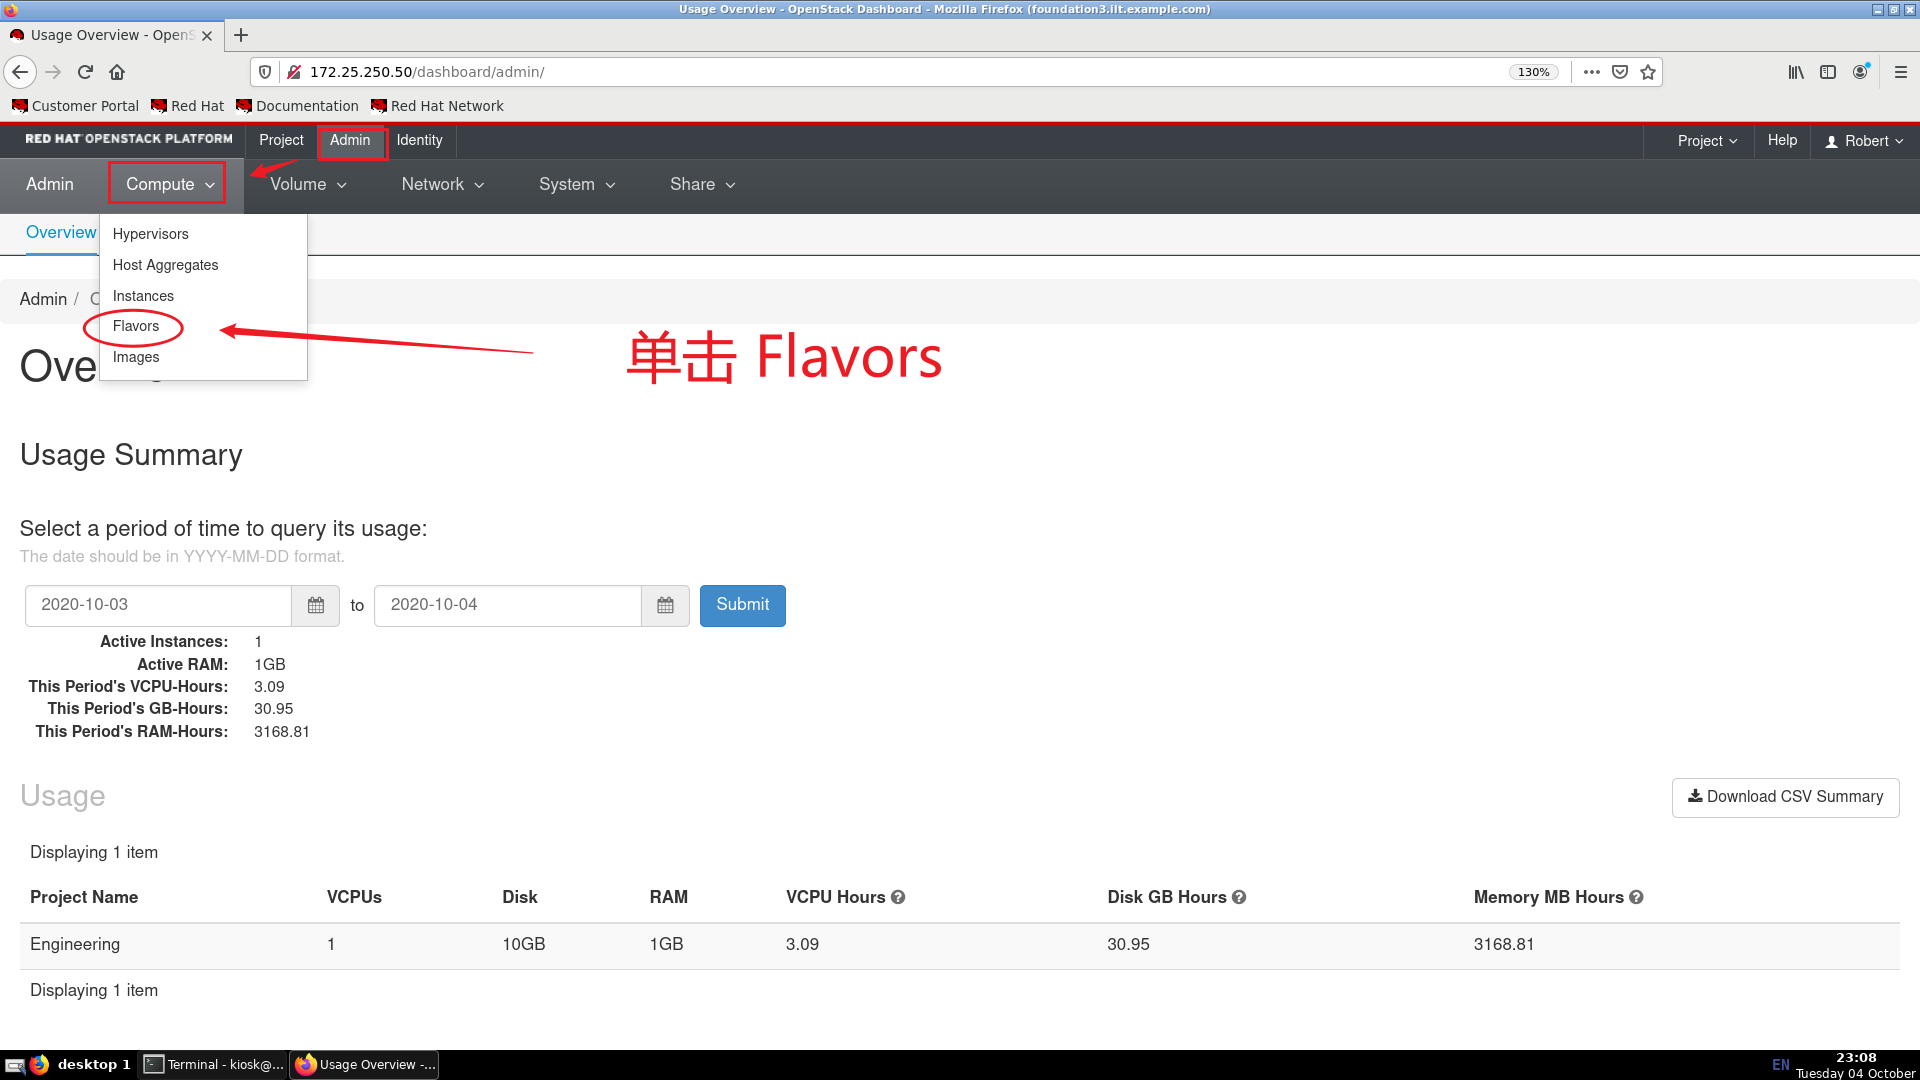 Usage Overview - OpenStack Dashboard - Mozilla Firefox (foundation3.ilt.example.com)
Usage Overview - OpenS
172.25.250.50/dashboard/admin/
130%
Customer Portal Red Hat Documentation Red Hat Network
RED HAT OPENSTACK PLATFORM Project Admin Identity Project Help Robert
Admin Compute Volume Network System Share
Overview
Hypervisors
Host Aggregates
Instances
Flavors
Images
Admin /
单击 Flavors
Usage Summary
Select a period of time to query its usage:
The date should be in YYYY-MM-DD format.
2020-10-03 to 2020-10-04 Submit
Active Instances: 1
Active RAM: 1GB
This Period's VCPU-Hours: 3.09
This Period's GB-Hours: 30.95
This Period's RAM-Hours: 3168.81
Usage
Download CSV Summary
Displaying 1 item
Project Name VCPUs Disk RAM VCPU Hours Disk GB Hours Memory MB Hours
Engineering 1 10GB 1GB 3.09 30.95 3168.81
Displaying 1 item
desktop 1 Terminal - kiosk@... Usage Overview -... EN 23:08
Tuesday 04 October